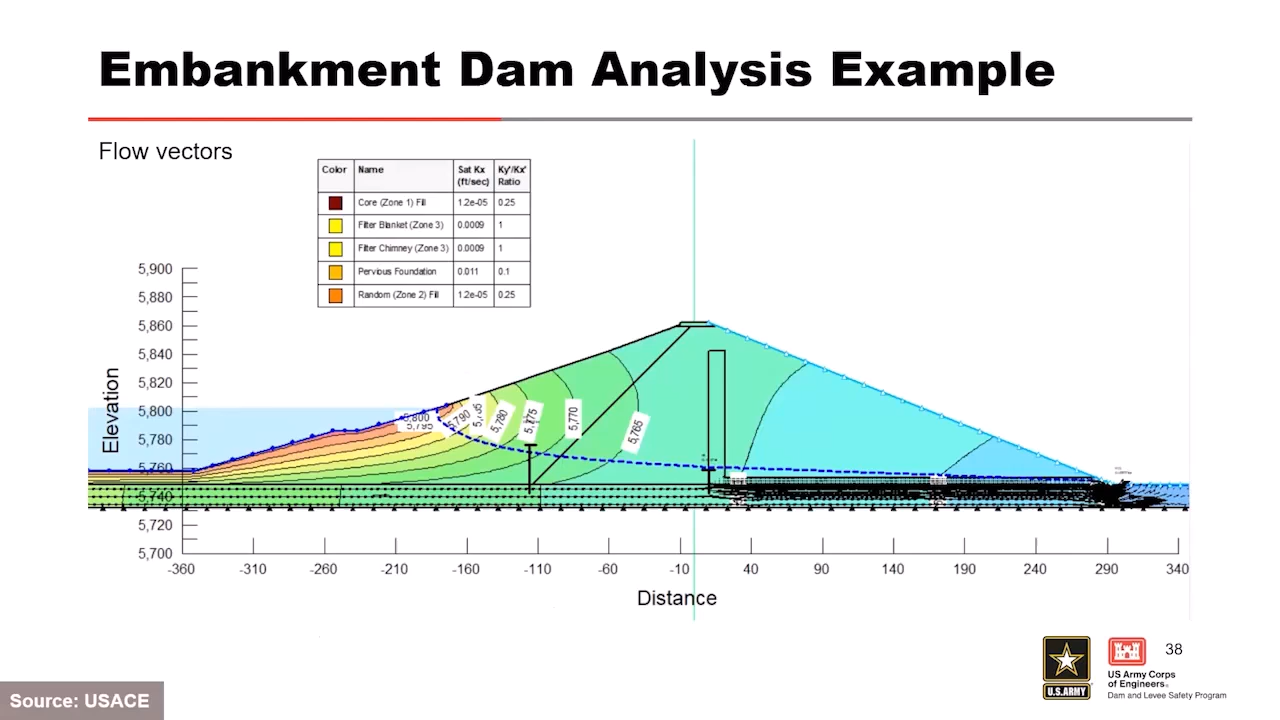 Embankment Dam Analysis Example
Flow vectors
Color Name Sat Kx (ft/sec) Ky'/Kx' Ratio
Core (Zone 1) Fill 1.2e-05 0.25
Filter Blanket (Zone 3) 0.0009 1
Filter Chimney (Zone 3) 0.0009 1
Pervious Foundation 0.011 0.1
Random (Zone 2) Fill 1.2e-05 0.25
5,900
5,880
5,860
5,840
5,820
5,800
5,780
5,760
5,740
5,720
5,700
Elevation
5,800
5,795
5,790
5,780
5,775
5,770
5,765
-360 -310 -260 -210 -160 -110 -60 -10 40 90 140 190 240 290 340
Distance
38
U.S.ARMY
US Army Corps
of Engineers®
Dam and Levee Safety Program
Source: USACE